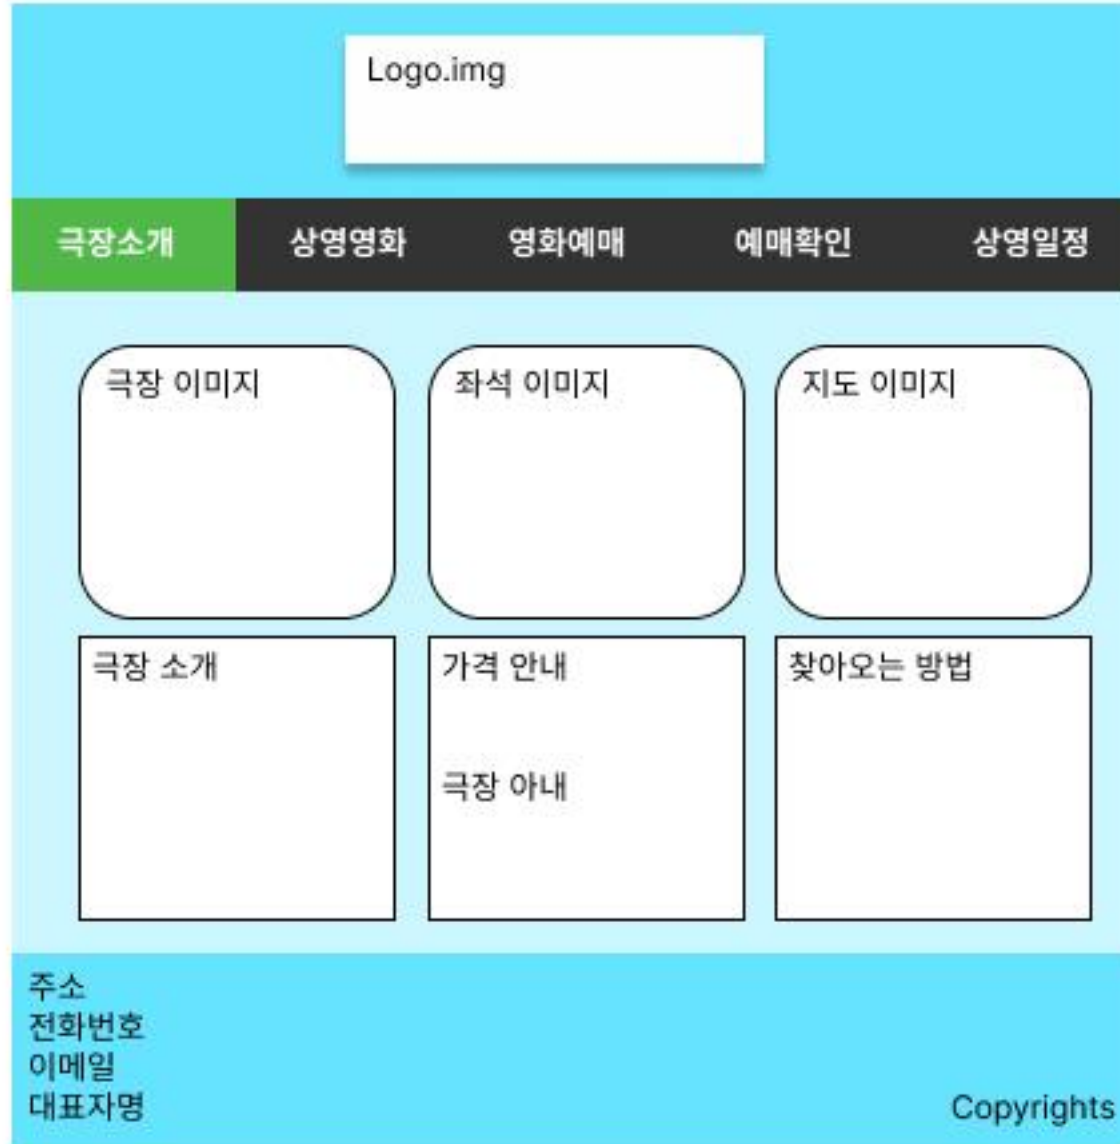 Logo.img
극장소개 상영영화 영화예매 예매확인 상영일정
극장 이미지 좌석 이미지 지도 이미지
극장 소개 가격 안내 찾아오는 방법
극장 아내
주소
전화번호
이메일
대표자명 Copyrights